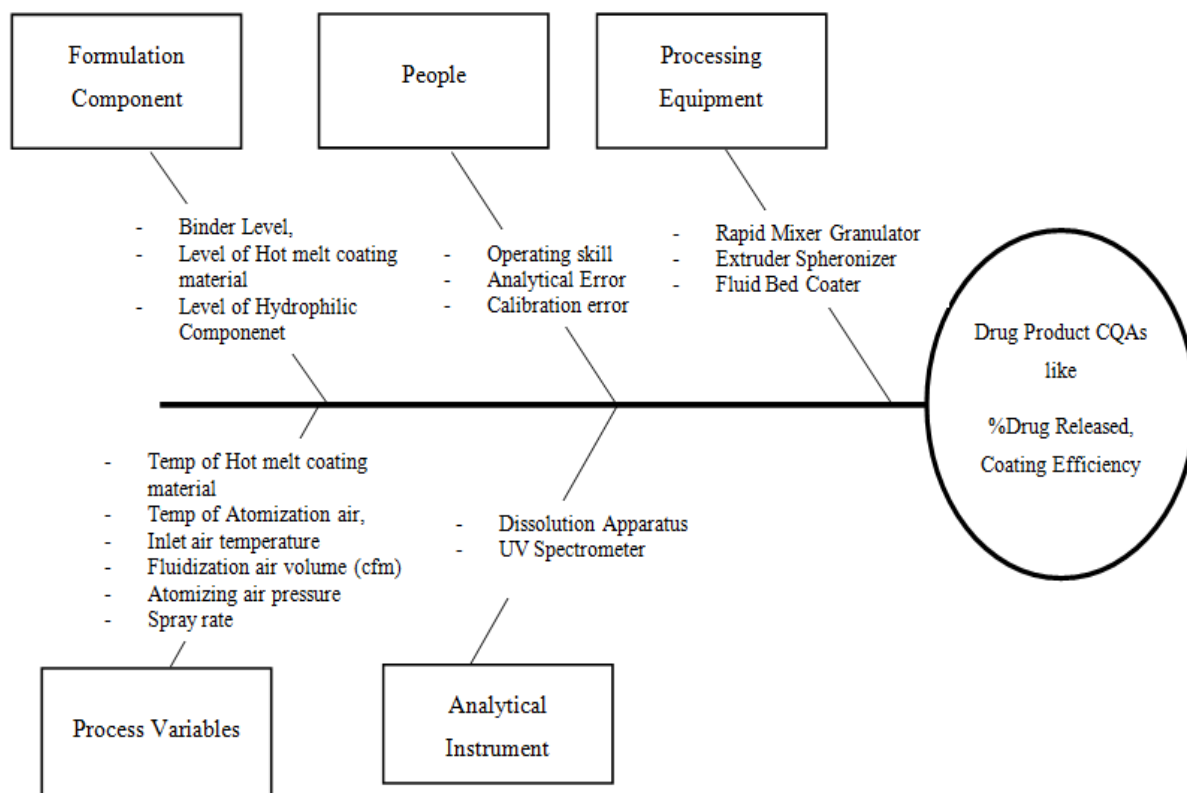 Formulation
Component
People
Processing
Equipment
- Binder Level,
- Level of Hot melt coating
material
- Level of Hydrophilic
Componenet
- Operating skill
- Analytical Error
- Calibration error
- Rapid Mixer Granulator
- Extruder Spheronizer
- Fluid Bed Coater
Drug Product CQAs
like
%Drug Released,
Coating Efficiency
- Temp of Hot melt coating
material
- Temp of Atomization air,
- Inlet air temperature
- Fluidization air volume (cfm)
- Atomizing air pressure
- Spray rate
- Dissolution Apparatus
- UV Spectrometer
Process Variables
Analytical
Instrument